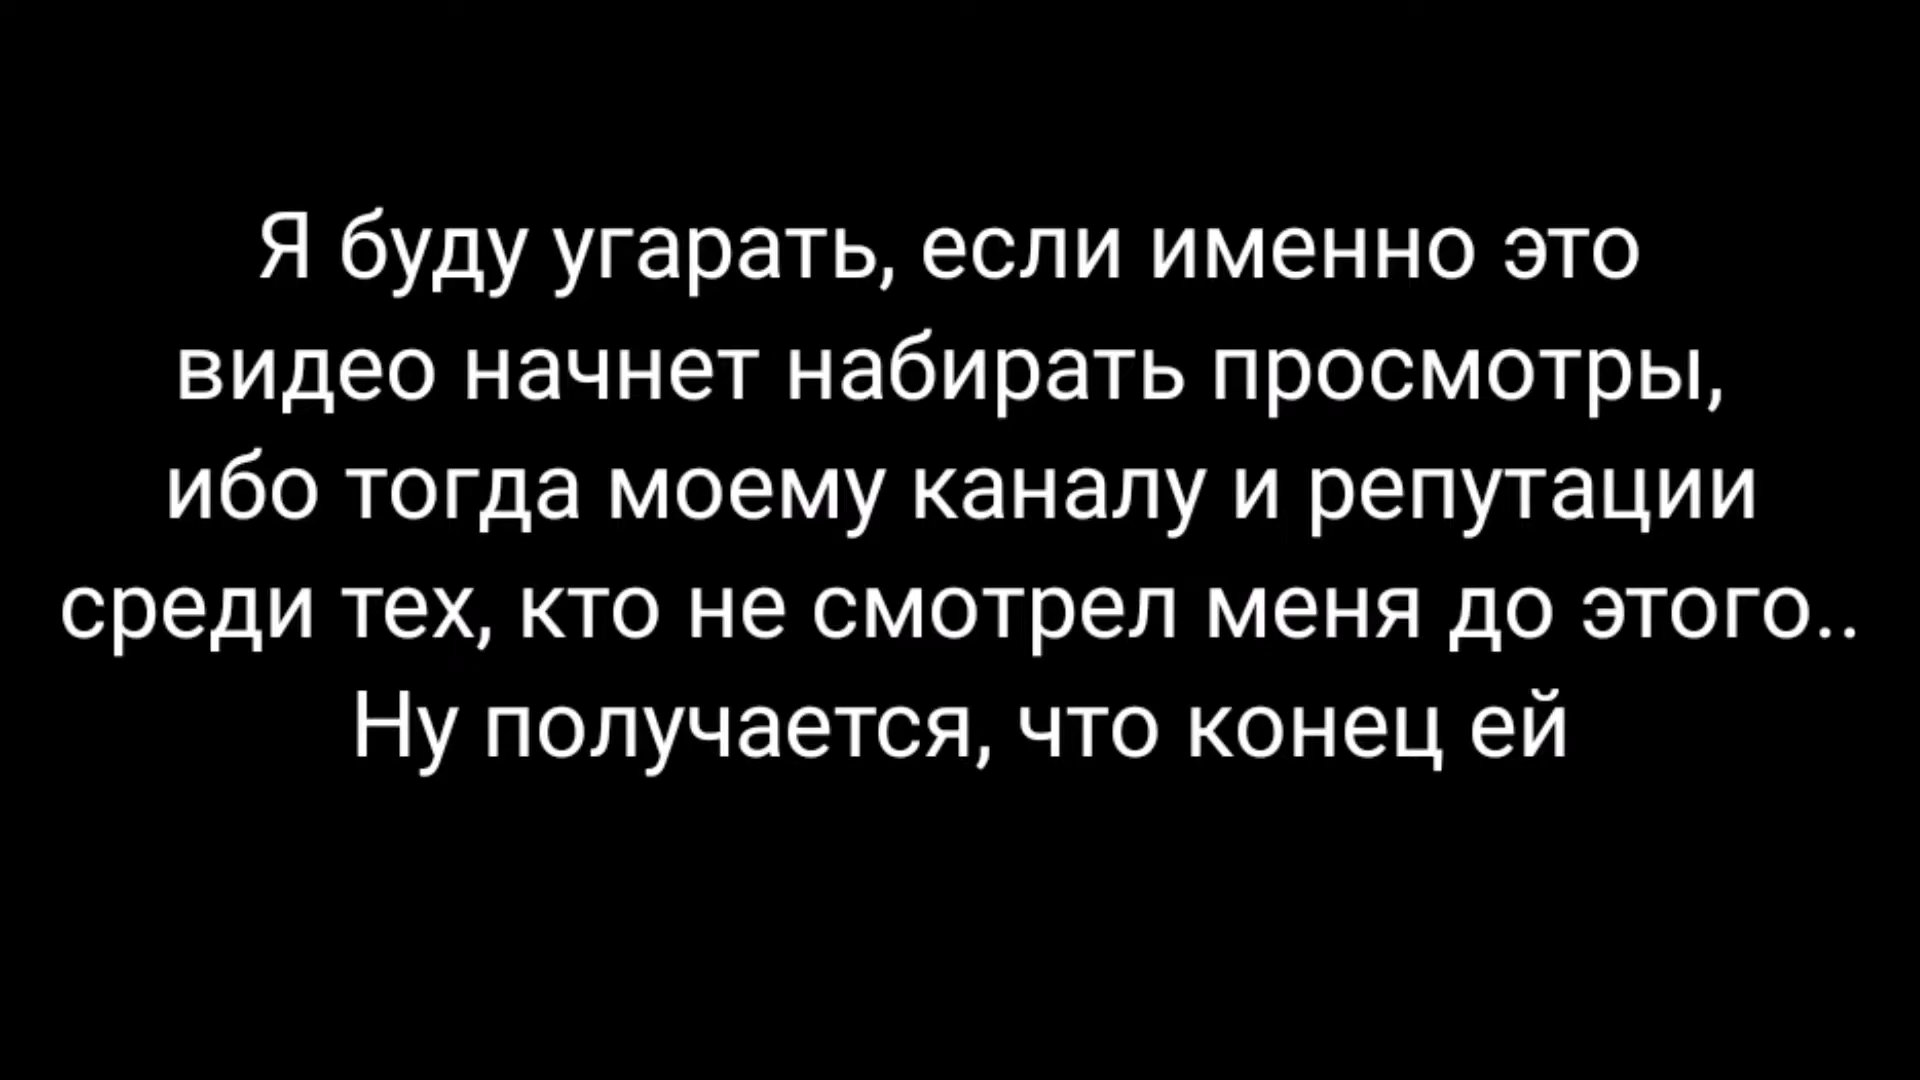 Я буду угарать, если именно это
видео начнет набирать просмотры,
ибо тогда моему каналу и репутации
среди тех, кто не смотрел меня до этого..
Ну получается, что конец ей